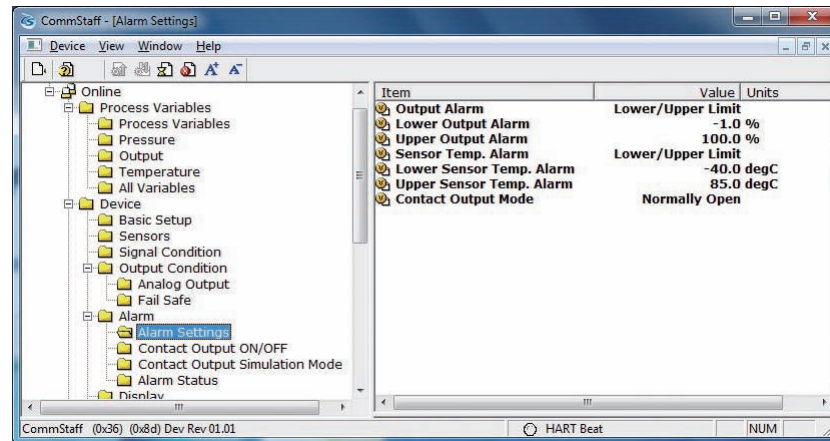 CommStaff - [Alarm Settings]
Device View Window Help
Online
Process Variables
Process Variables
Pressure
Output
Temperature
All Variables
Device
Basic Setup
Sensors
Signal Condition
Output Condition
Analog Output
Fail Safe
Alarm
Alarm Settings
Contact Output ON/OFF
Contact Output Simulation Mode
Alarm Status
Display
Item Value Units
Output Alarm Lower/Upper Limit
Lower Output Alarm -1.0 %
Upper Output Alarm 100.0 %
Sensor Temp. Alarm Lower/Upper Limit
Lower Sensor Temp. Alarm -40.0 degC
Upper Sensor Temp. Alarm 85.0 degC
Contact Output Mode Normally Open
CommStaff (0x36) (0x8d) Dev Rev 01.01 HART Beat NUM